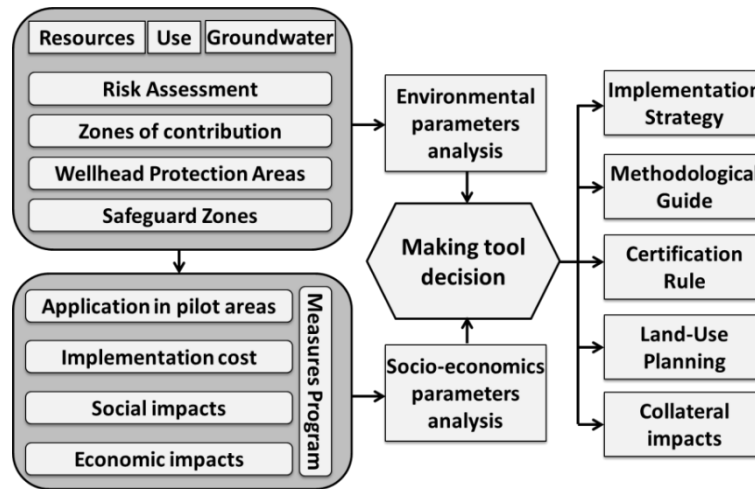 Resources
Use
Groundwater
Risk Assessment
Zones of contribution
Wellhead Protection Areas
Safeguard Zones
Application in pilot areas
Implementation cost
Social impacts
Economic impacts
Measures Program
Environmental
parameters
analysis
Making tool
decision
Socio-economics
parameters
analysis
Implementation
Strategy
Methodological
Guide
Certification
Rule
Land-Use
Planning
Collateral
impacts